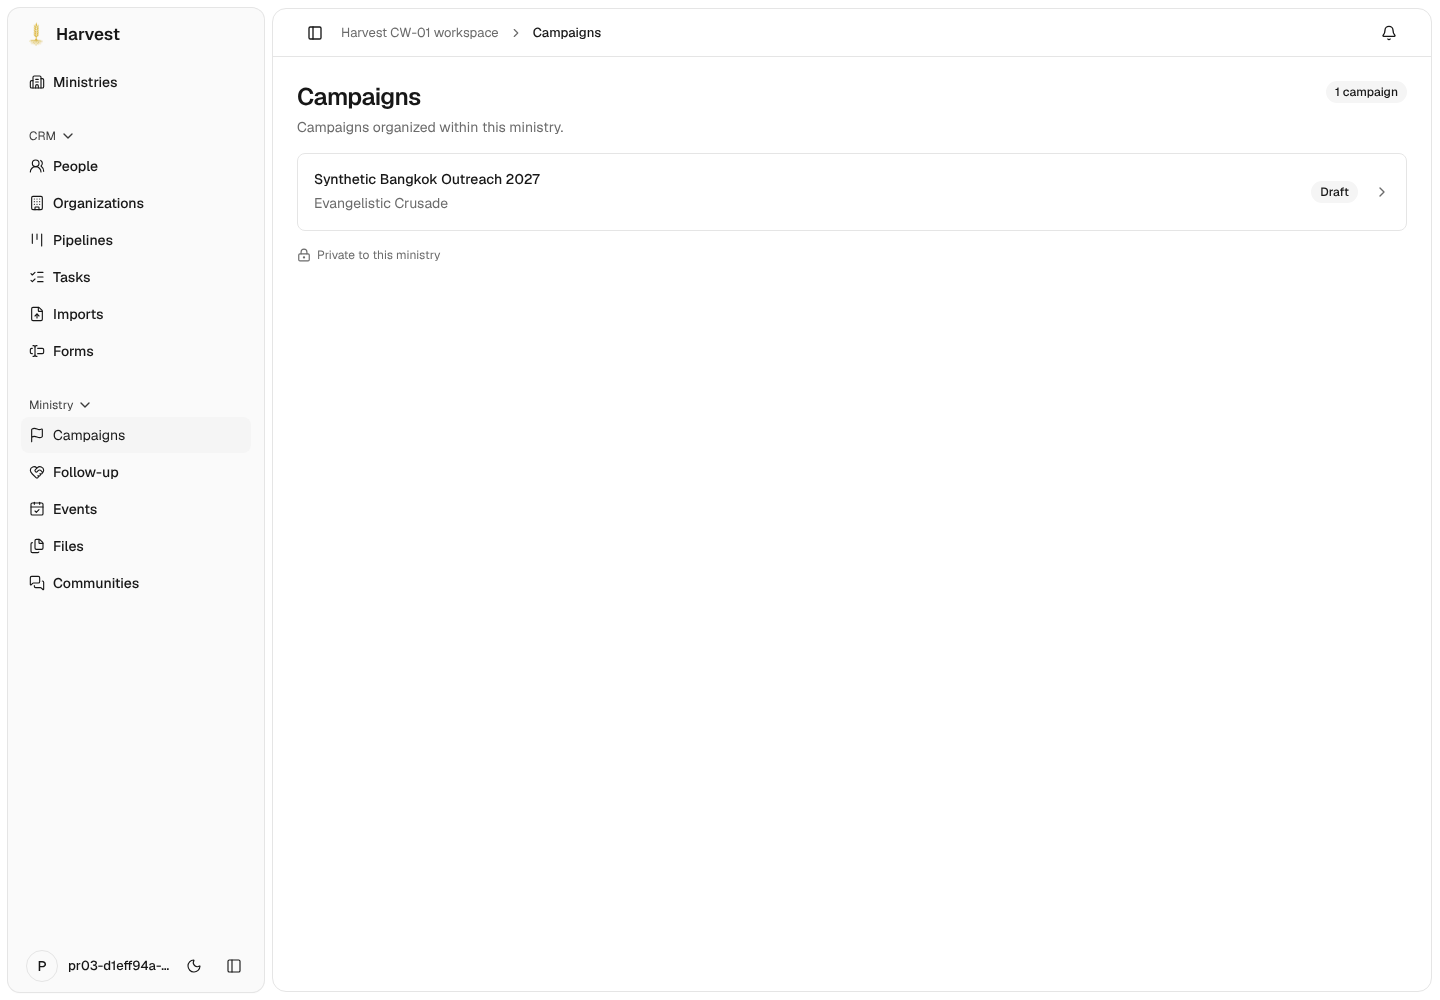 Harvest
Ministries
CRM
People
Organizations
Pipelines
Tasks
Imports
Forms
Ministry
Campaigns
Follow-up
Events
Files
Communities
P pr03-d1eff94a-...
Harvest CW-01 workspace > Campaigns
Campaigns
1 campaign
Campaigns organized within this ministry.
Synthetic Bangkok Outreach 2027
Evangelistic Crusade
Draft
Private to this ministry